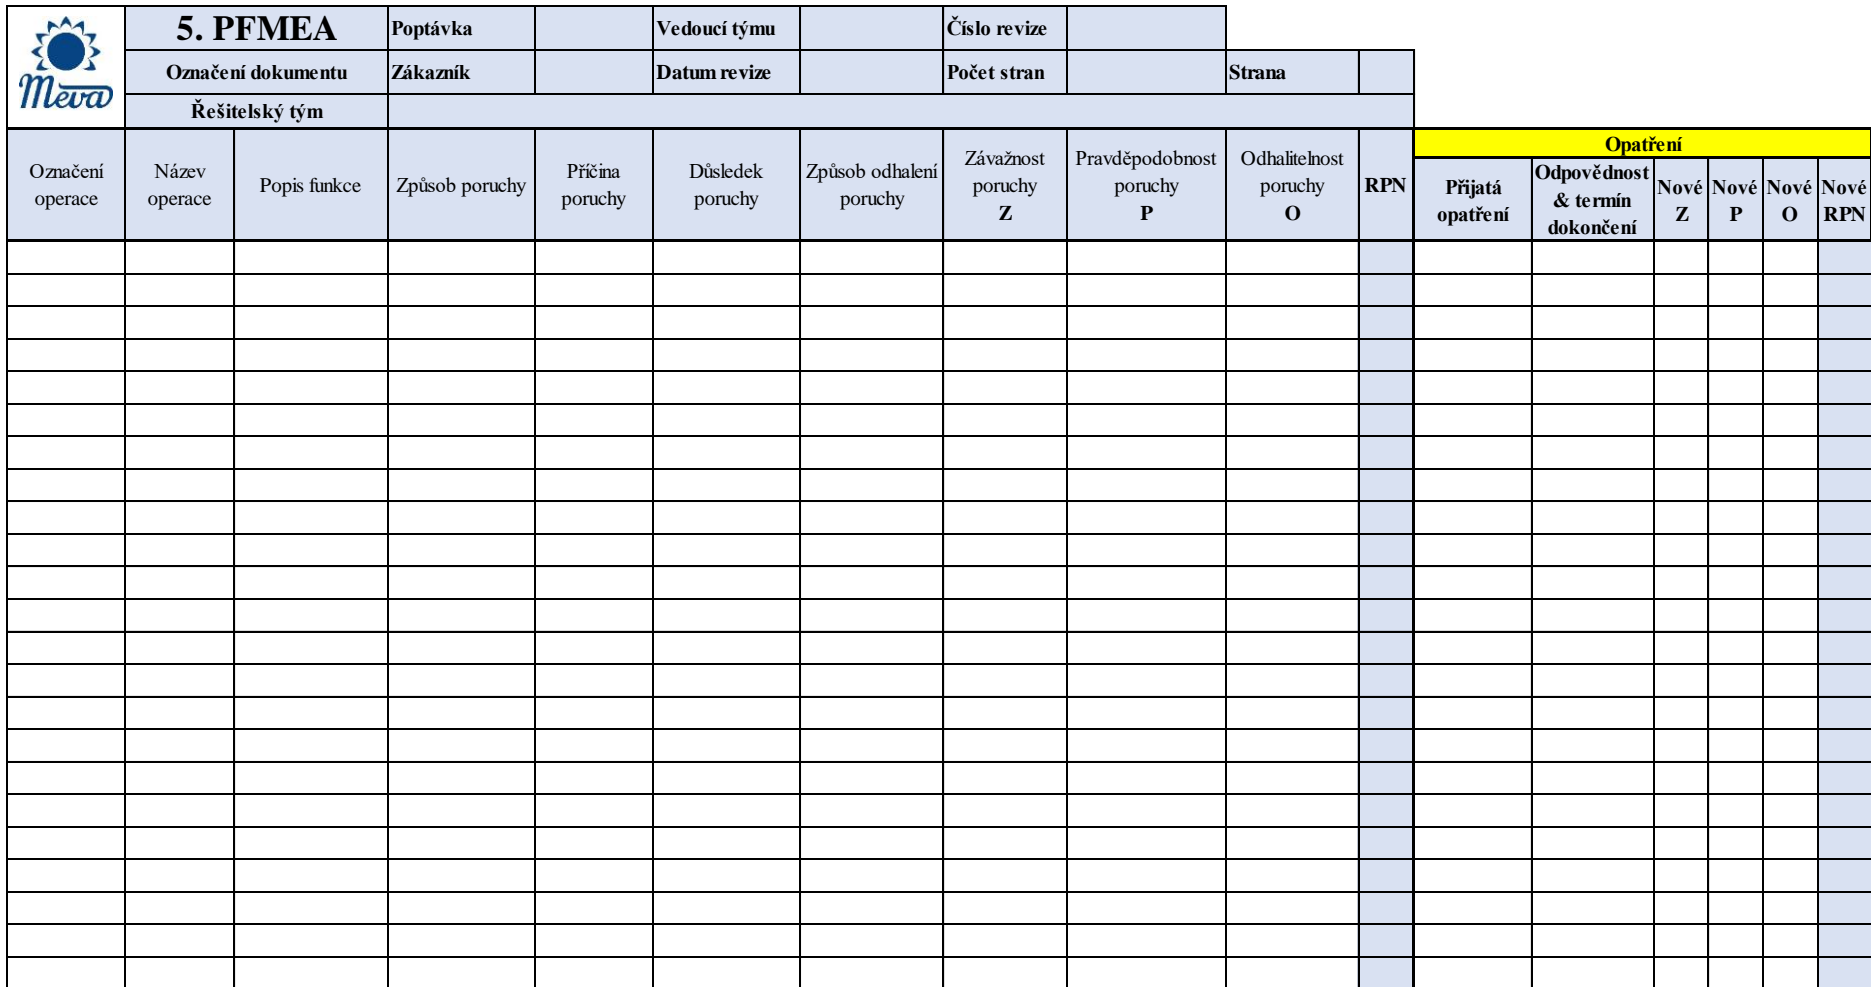 Meva
5. PFMEA
Poptávka
Vedoucí týmu
Číslo revize
Označení dokumentu
Zákazník
Datum revize
Počet stran
Strana
Řešitelský tým
Označení
operace
Název
operace
Popis funkce
Způsob poruchy
Příčina
poruchy
Důsledek
poruchy
Způsob odhalení
poruchy
Závažnost
poruchy
Z
Pravděpodobnost
poruchy
P
Odhalitelnost
poruchy
O
RPN
Opatření
Přijatá
opatření
Odpovědnost
& termín
dokončení
Nové
Z
Nové
P
Nové
O
Nové
RPN